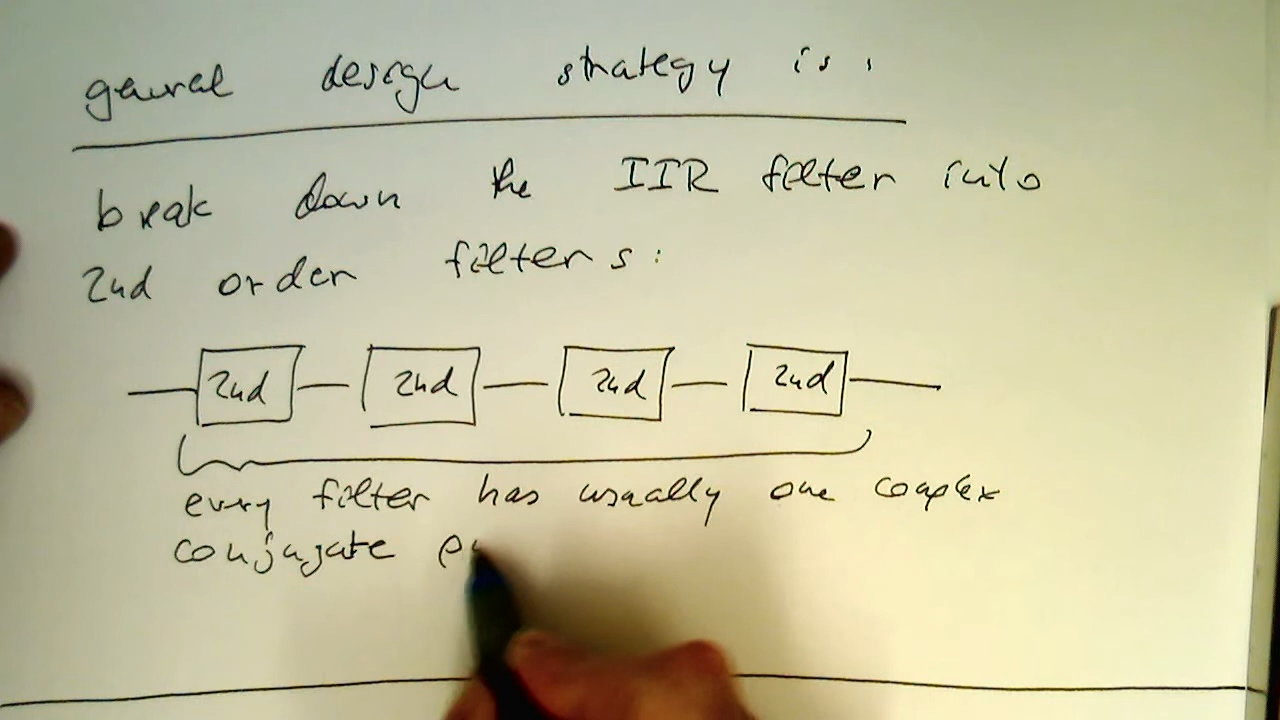 general design strategy is:
break down the IIR filter into
2nd order filters:
2nd 2nd 2nd 2nd
every filter has usually one complex
conjugate